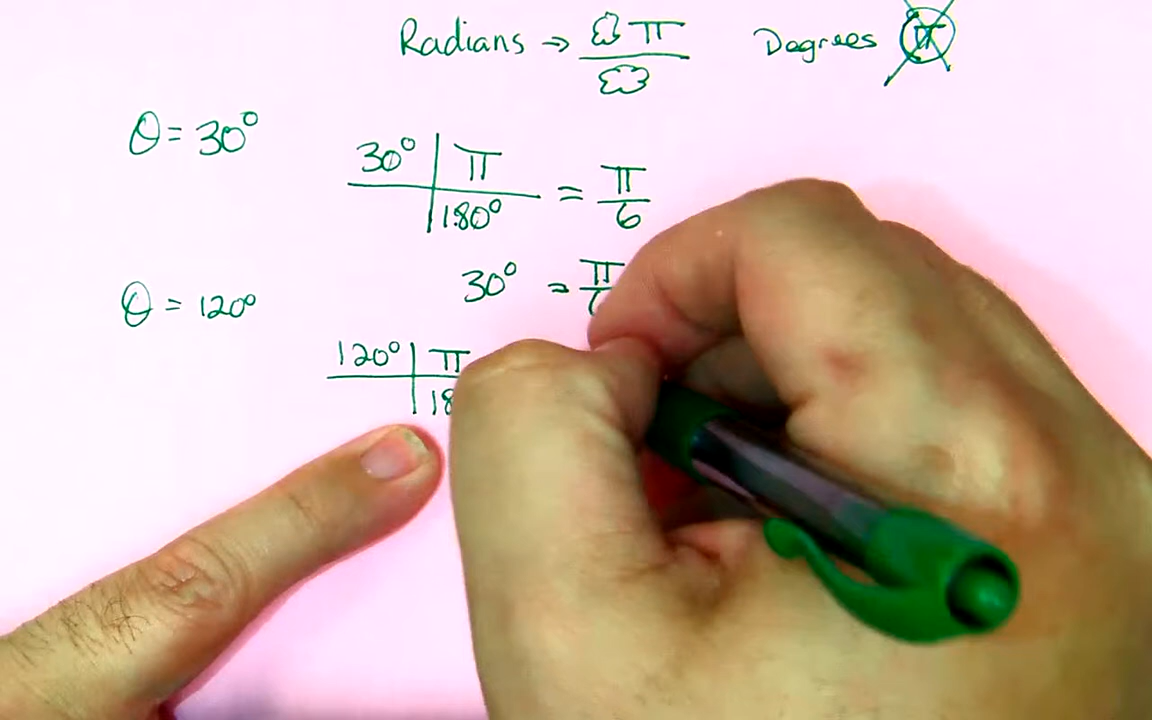 Radians ⇒ π Degrees π
θ = 30°
30° | π = π
180° 6
30° = π
θ = 120°
120° | π
18